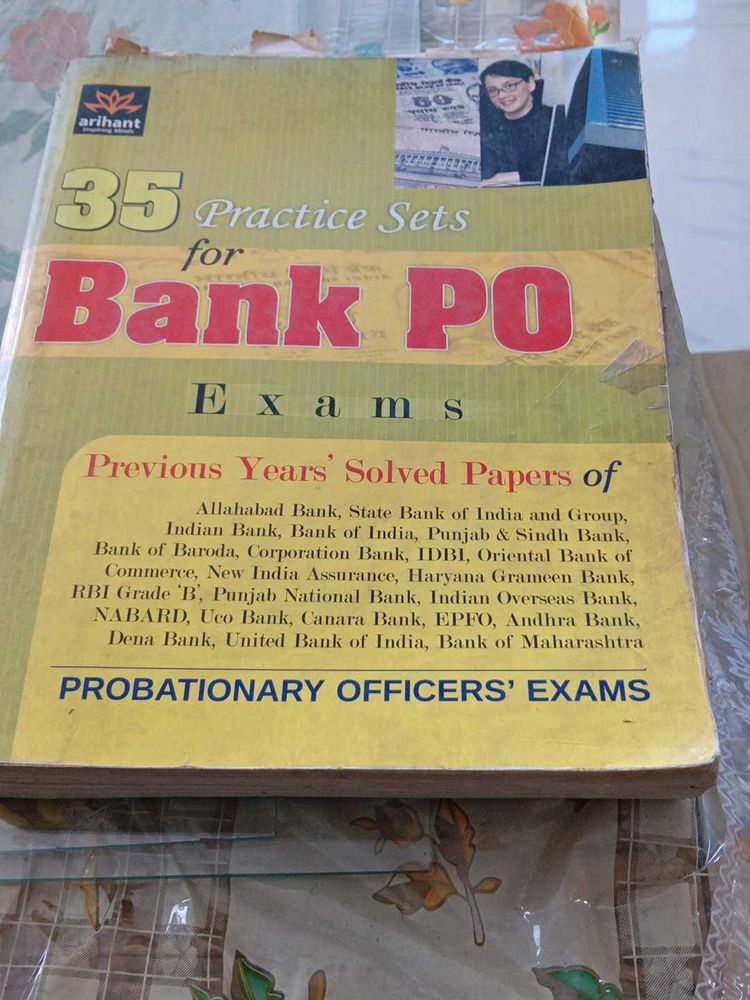 arihant
Inspiring Minds
35 Practice Sets
for
Bank PO
Exams
Previous Years' Solved Papers of
Allahabad Bank, State Bank of India and Group,
Indian Bank, Bank of India, Punjab & Sindh Bank,
Bank of Baroda, Corporation Bank, IDBI, Oriental Bank of
Commerce, New India Assurance, Haryana Grameen Bank,
RBI Grade 'B', Punjab National Bank, Indian Overseas Bank,
NABARD, Uco Bank, Canara Bank, EPFO, Andhra Bank,
Dena Bank, United Bank of India, Bank of Maharashtra
PROBATIONARY OFFICERS' EXAMS